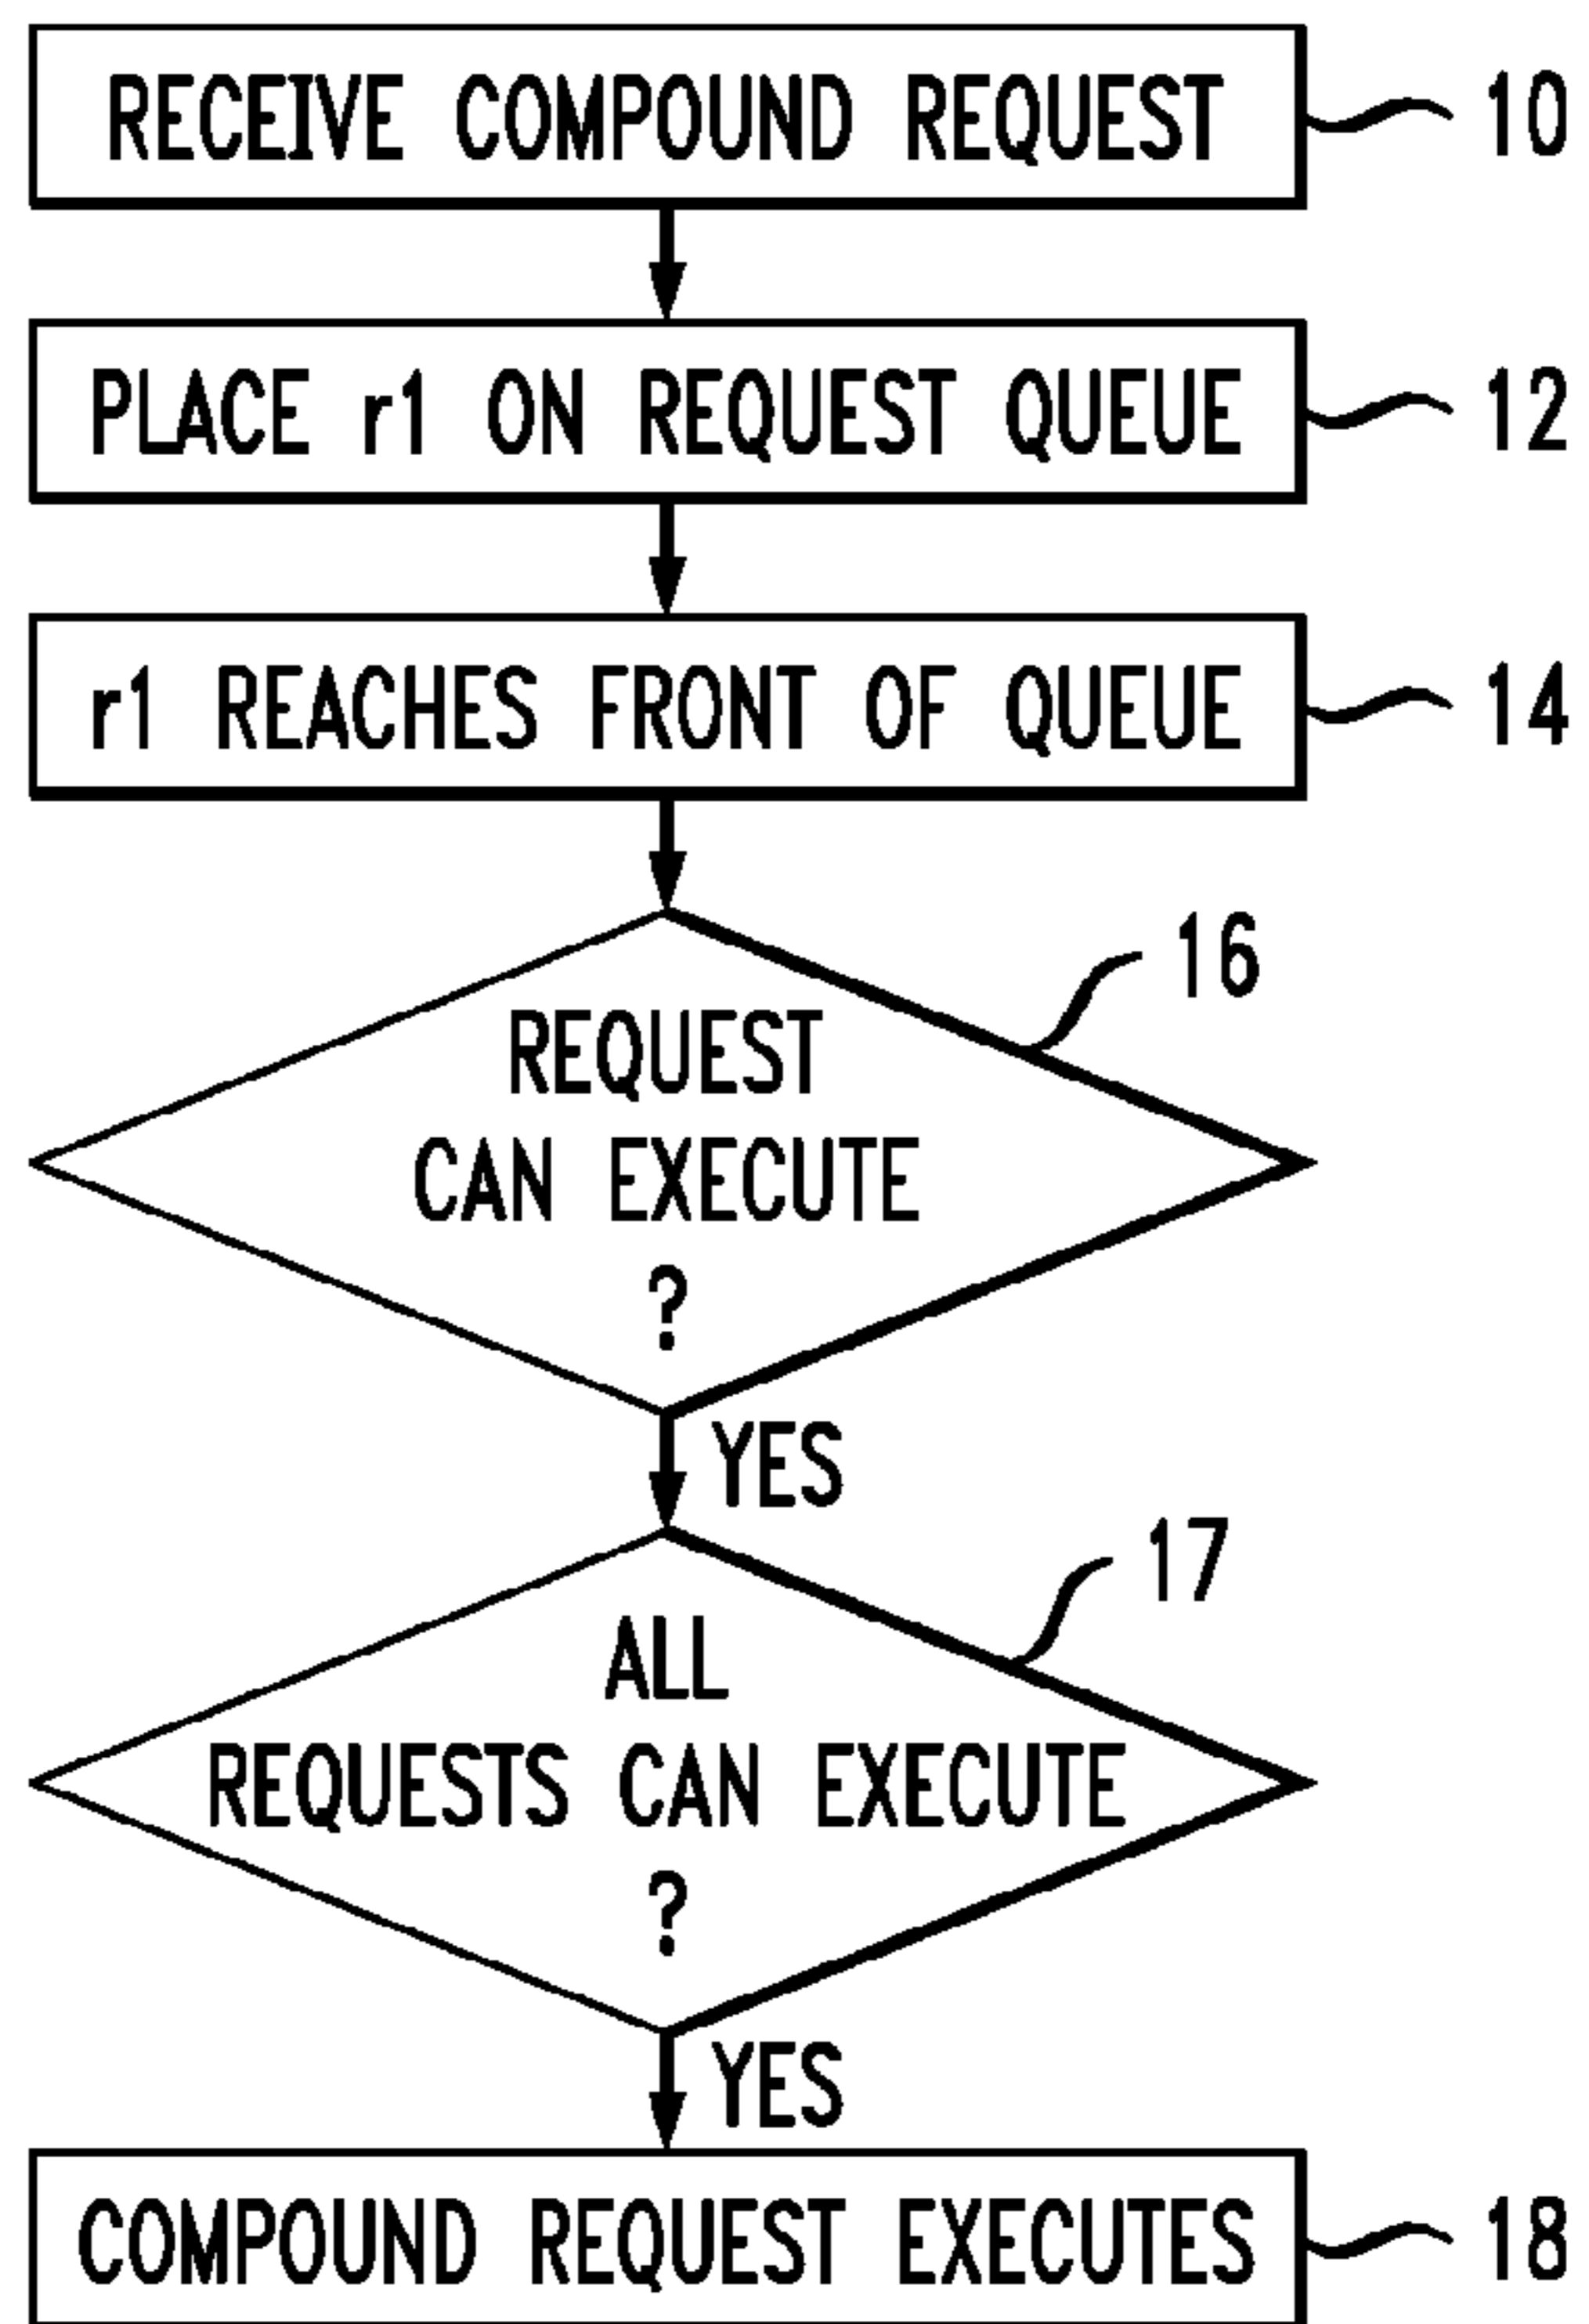 RECEIVE COMPOUND REQUEST 10
PLACE r1 ON REQUEST QUEUE 12
r1 REACHES FRONT OF QUEUE 14
16
REQUEST
CAN EXECUTE
?
YES
17
ALL
REQUESTS CAN EXECUTE
?
YES
COMPOUND REQUEST EXECUTES 18